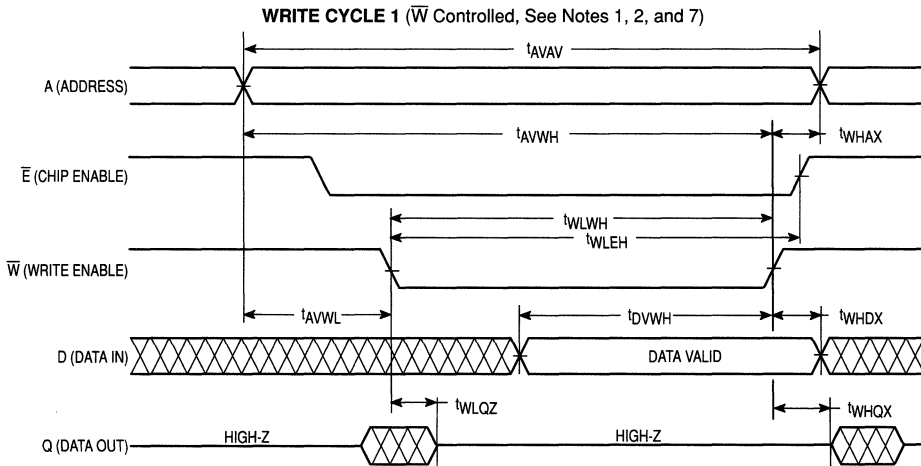 WRITE CYCLE 1 (W̅ Controlled, See Notes 1, 2, and 7)
tAVAV
A (ADDRESS)
tAVWH
tWHAX
E̅ (CHIP ENABLE)
tWLWH
tWLEH
W̅ (WRITE ENABLE)
tAVWL
tDVWH
tWHDX
D (DATA IN)
DATA VALID
tWLQZ
tWHQX
Q (DATA OUT)
HIGH-Z
HIGH-Z